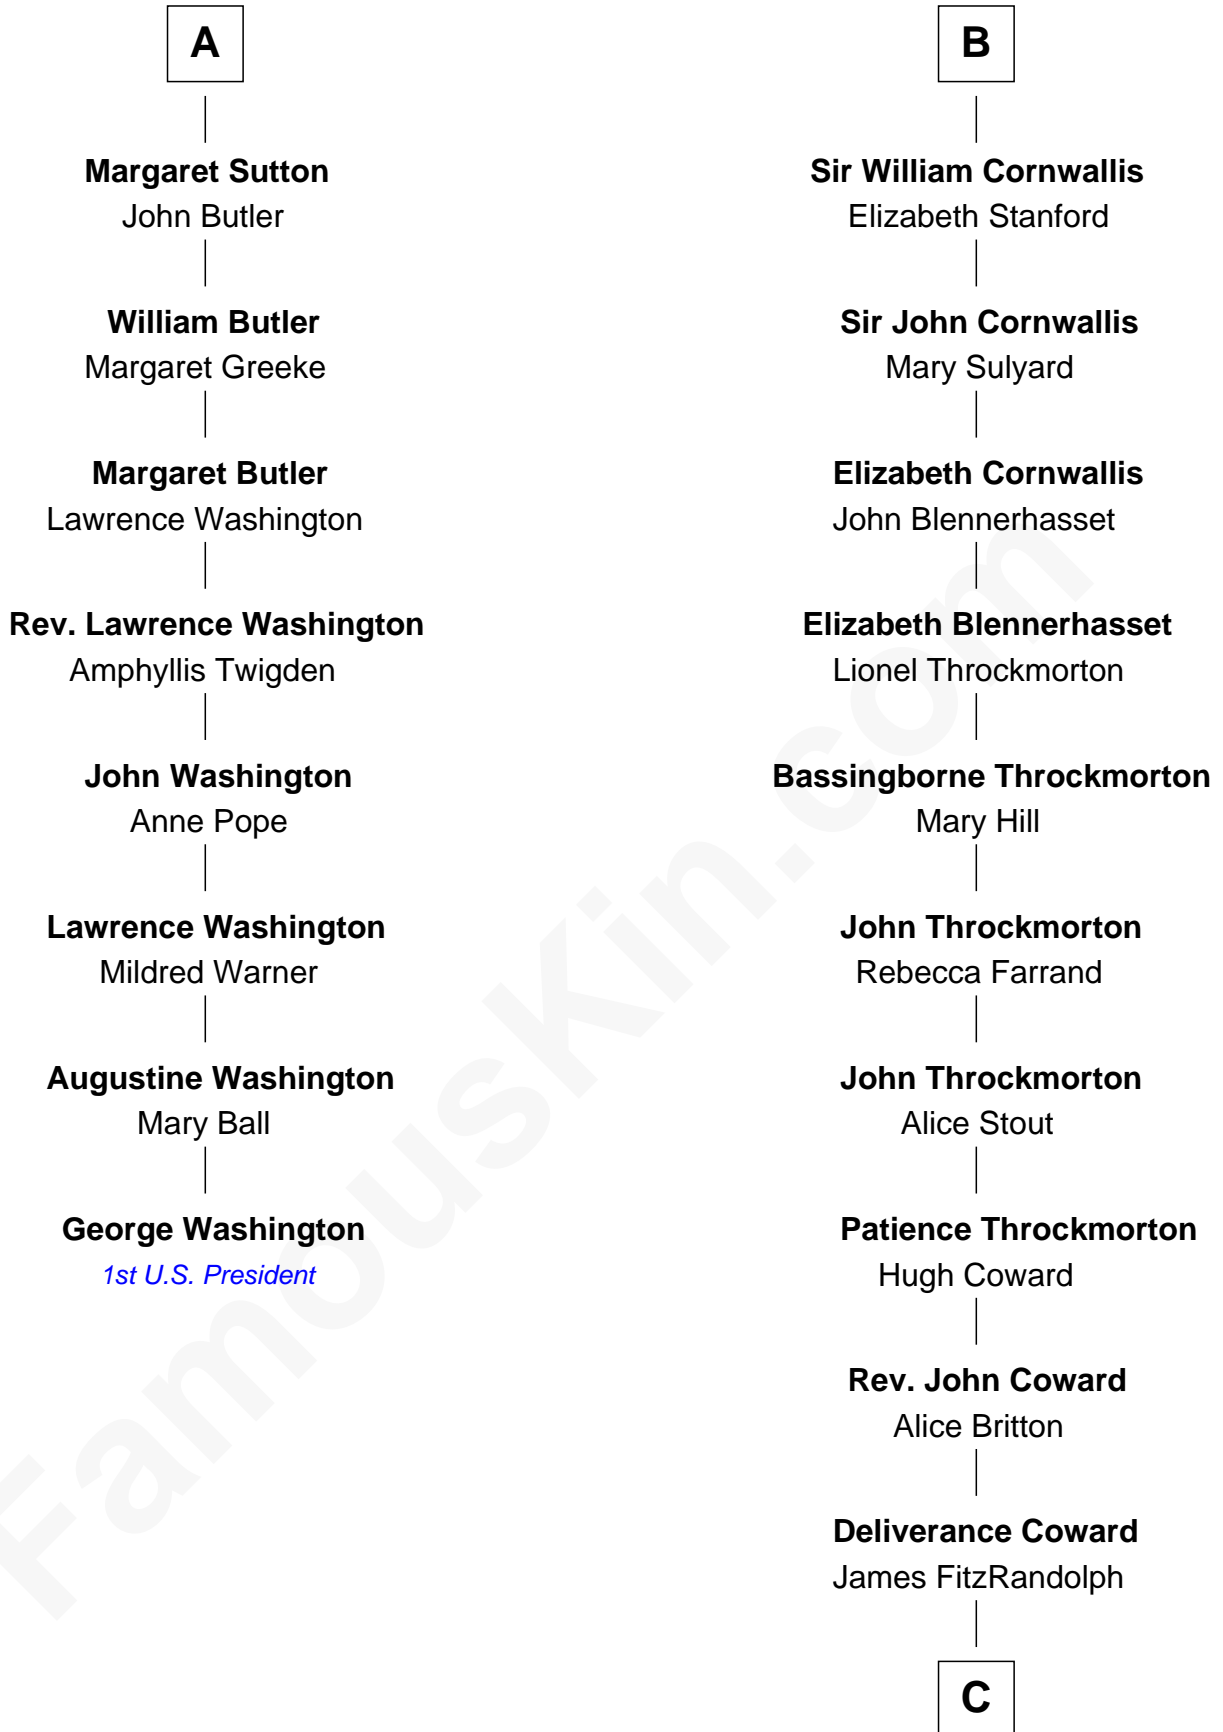 A
Margaret Sutton
John Butler
William Butler
Margaret Greeke
Margaret Butler
Lawrence Washington
Rev. Lawrence Washington
Amphyllis Twigden
John Washington
Anne Pope
Lawrence Washington
Mildred Warner
Augustine Washington
Mary Ball
George Washington
1st U.S. President
B
Sir William Cornwallis
Elizabeth Stanford
Sir John Cornwallis
Mary Sulyard
Elizabeth Cornwallis
John Blennerhasset
Elizabeth Blennerhasset
Lionel Throckmorton
Bassingborne Throckmorton
Mary Hill
John Throckmorton
Rebecca Farrand
John Throckmorton
Alice Stout
Patience Throckmorton
Hugh Coward
Rev. John Coward
Alice Britton
Deliverance Coward
James FitzRandolph
C
FamousKin.com